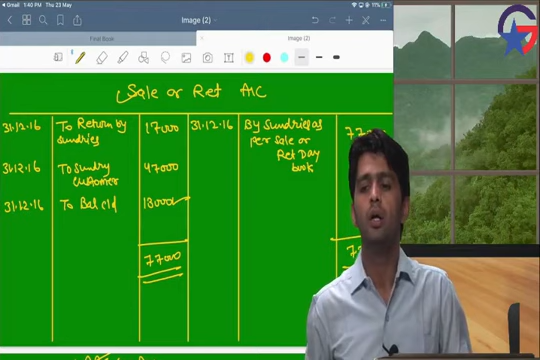 Gmail 1:40 PM Thu 23 May
11%
Image (2)
Final Book
Image (2)
Sale or Ret A/C
31.12.16 To Return by 17000 31.12.16 By Sundries as
sundries per Sale or
31.12.16 To Sundry 47000 Ret Day
customer book
31.12.16 To Bal c/d 13000
77000